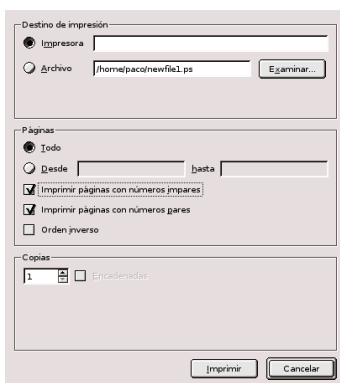 Destino de impresión
Impresora
Archivo /home/paco/newfile1.ps Examinar...
Páginas
Todo
Desde hasta
Imprimir páginas con números impares
Imprimir páginas con números pares
Orden inverso
Copias
1 Encadenadas
Imprimir Cancelar